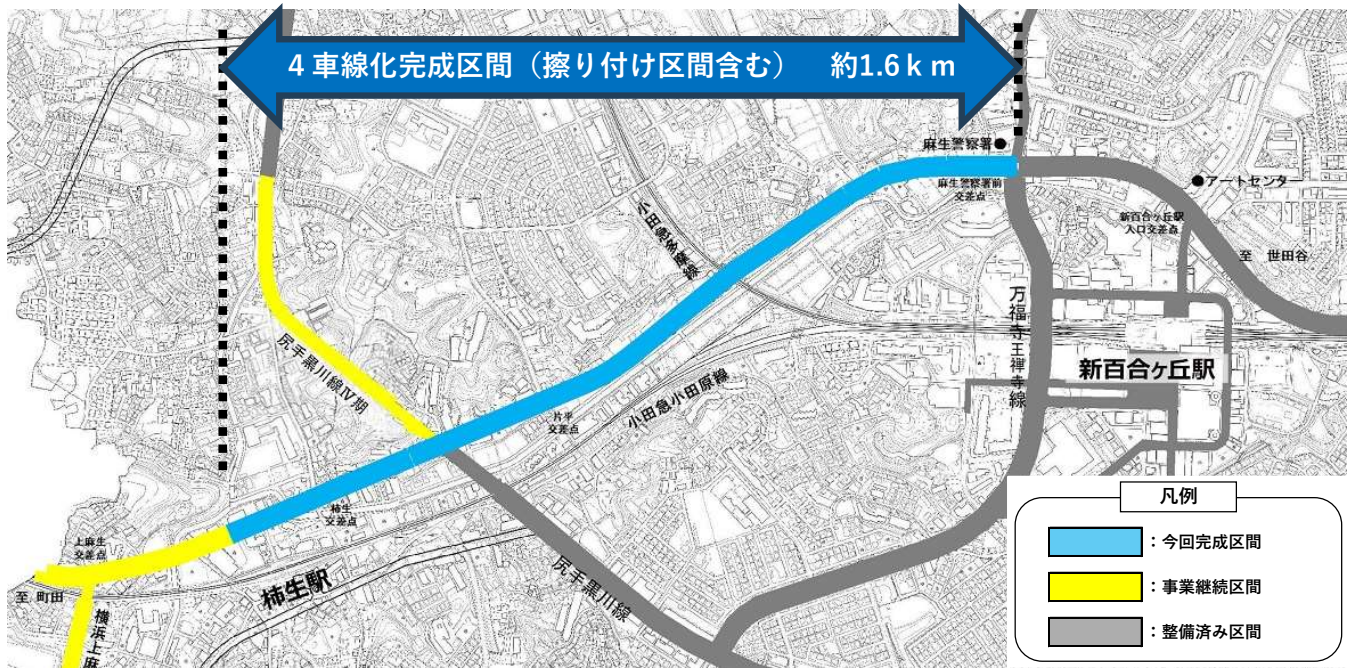 4車線化完成区間（擦り付け区間含む）　約1.6ｋｍ
麻生警察署●
麻生警察署前
交差点
●アートセンター
新百合ヶ丘駅
入口交差点
至 世田谷
小田急多摩線
万福寺王禅寺線
新百合ヶ丘駅
尻手黒川線Ⅳ期
小田急小田原線
片平
交差点
柿生
交差点
上麻生
交差点
至 町田
柿生駅
尻手黒川線
横浜上麻
凡例
：今回完成区間
：事業継続区間
：整備済み区間